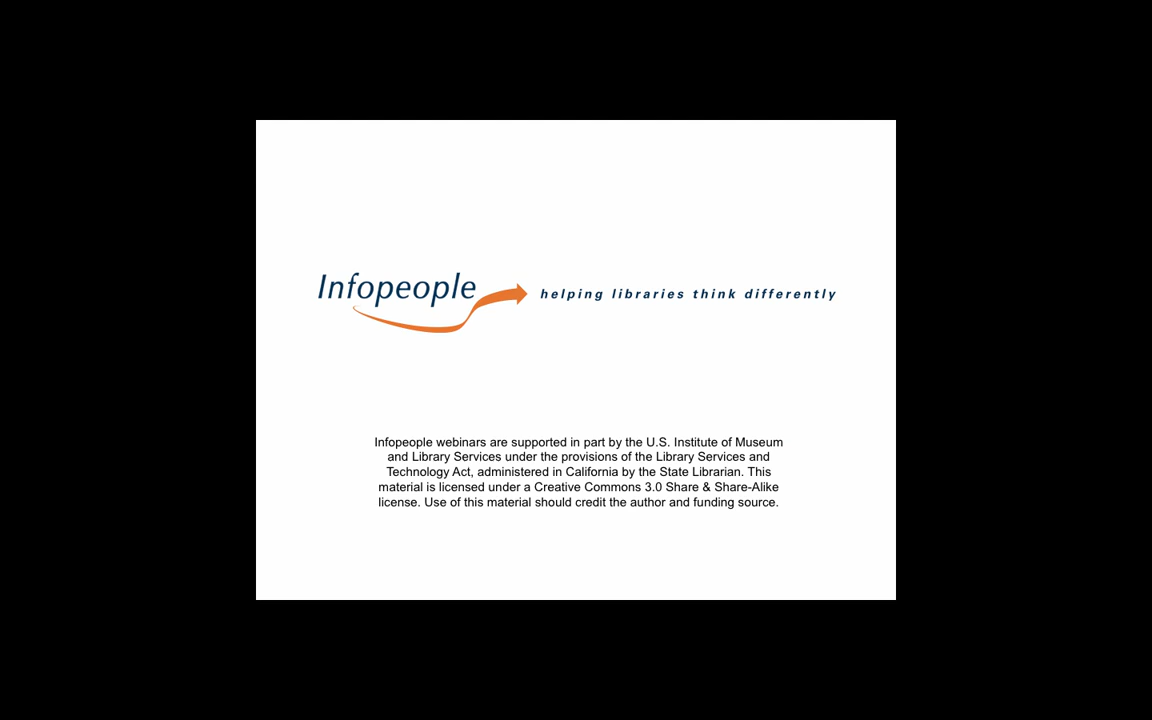 Infopeople helping libraries think differently
Infopeople webinars are supported in part by the U.S. Institute of Museum
and Library Services under the provisions of the Library Services and
Technology Act, administered in California by the State Librarian. This
material is licensed under a Creative Commons 3.0 Share & Share-Alike
license. Use of this material should credit the author and funding source.